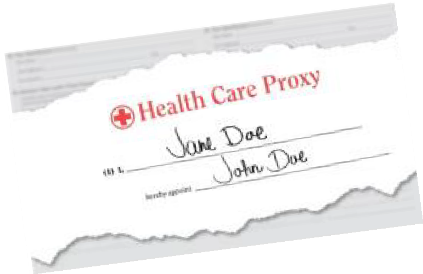 Health Care Proxy
Jane Doe
(1) I,
John Doe
hereby appoint